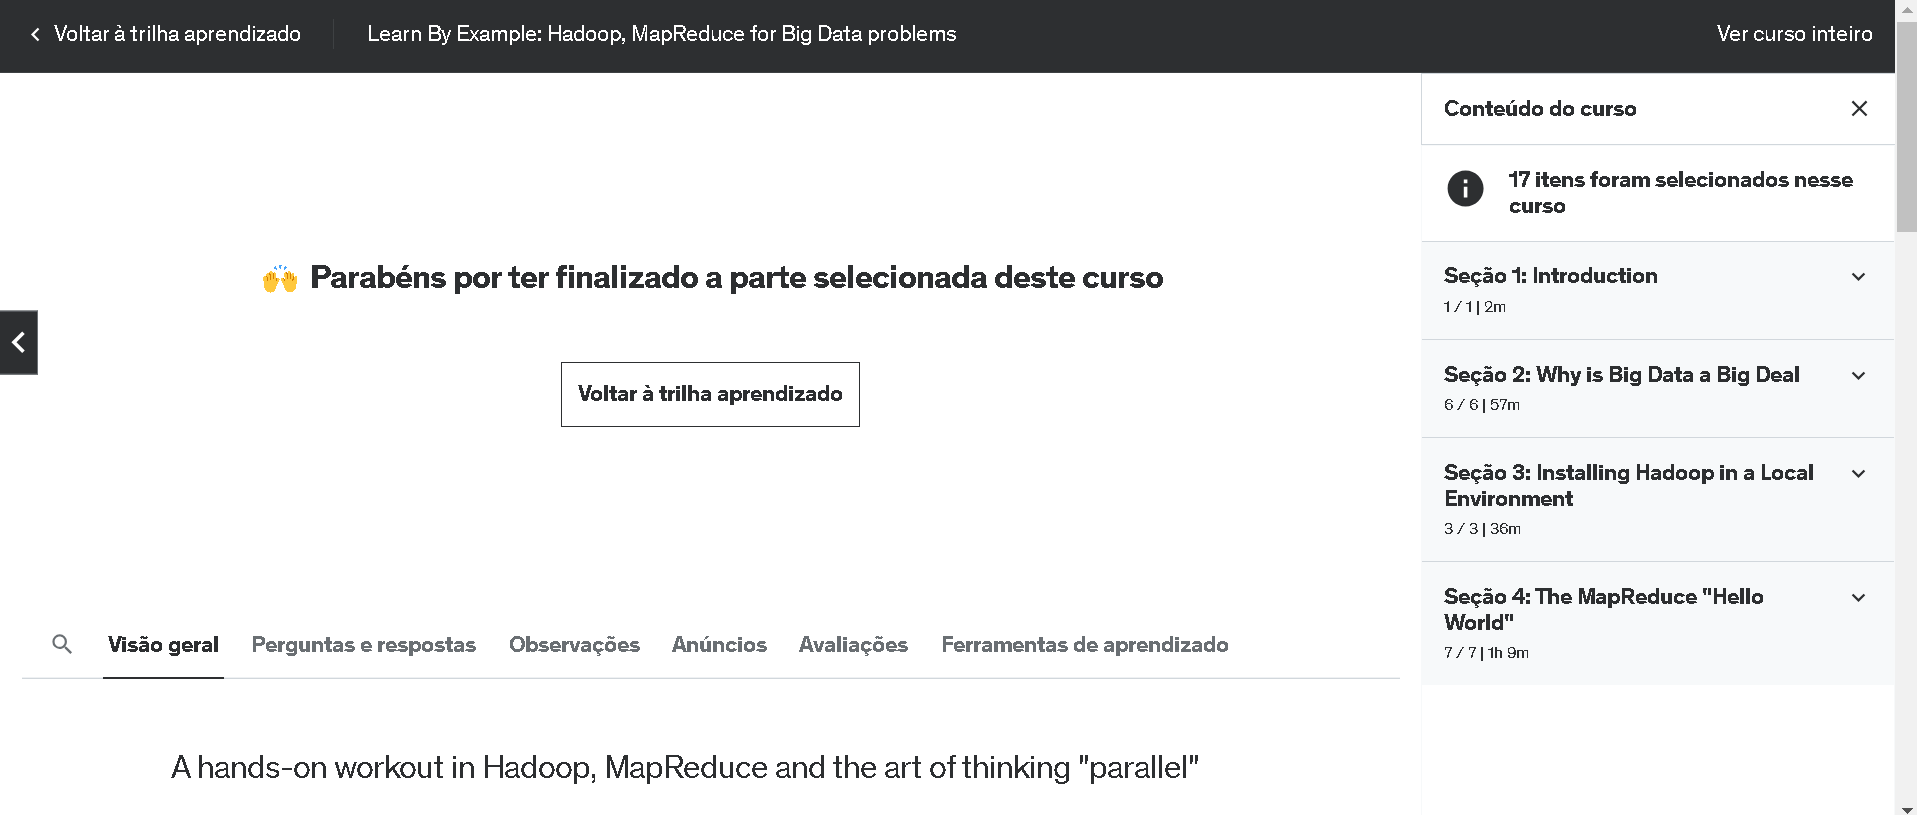 Voltar à trilha aprendizado
Learn By Example: Hadoop, MapReduce for Big Data problems
Ver curso inteiro
🙌 Parabéns por ter finalizado a parte selecionada deste curso
Voltar à trilha aprendizado
Visão geral
Perguntas e respostas
Observações
Anúncios
Avaliações
Ferramentas de aprendizado
A hands-on workout in Hadoop, MapReduce and the art of thinking "parallel"
Conteúdo do curso
17 itens foram selecionados nesse
curso
Seção 1: Introduction
1 / 1 | 2m
Seção 2: Why is Big Data a Big Deal
6 / 6 | 57m
Seção 3: Installing Hadoop in a Local
Environment
3 / 3 | 36m
Seção 4: The MapReduce "Hello
World"
7 / 7 | 1h 9m